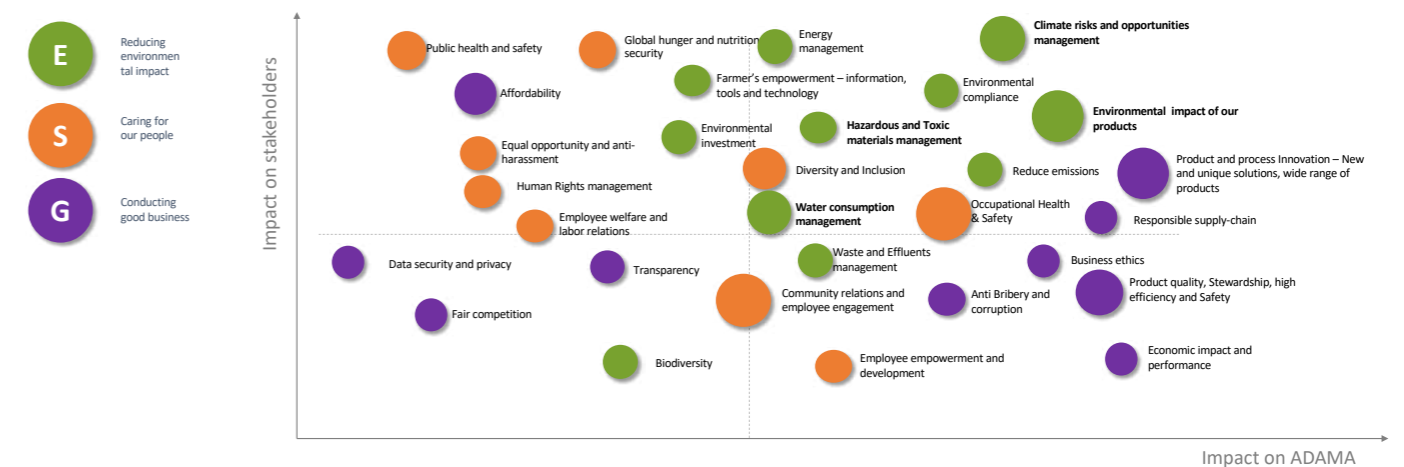 E
Reducing
environmen
tal impact
S
Caring for
our people
G
Conducting
good business
Impact on stakeholders
Public health and safety
Global hunger and nutrition
security
Energy
management
Climate risks and opportunities
management
Affordability
Farmer's empowerment – information,
tools and technology
Environmental
compliance
Environmental impact of our
products
Equal opportunity and anti-
harassment
Environmental
investment
Hazardous and Toxic
materials management
Diversity and Inclusion
Reduce emissions
Product and process Innovation – New
and unique solutions, wide range of
products
Human Rights management
Employee welfare and
labor relations
Water consumption
management
Occupational Health
& Safety
Responsible supply-chain
Data security and privacy
Transparency
Waste and Effluents
management
Business ethics
Fair competition
Community relations and
employee engagement
Anti Bribery and
corruption
Product quality, Stewardship, high
efficiency and Safety
Biodiversity
Employee empowerment and
development
Economic impact and
performance
Impact on ADAMA